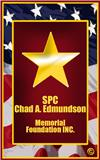 SPC
Chad A. Edmundson
Memorial
Foundation INC.